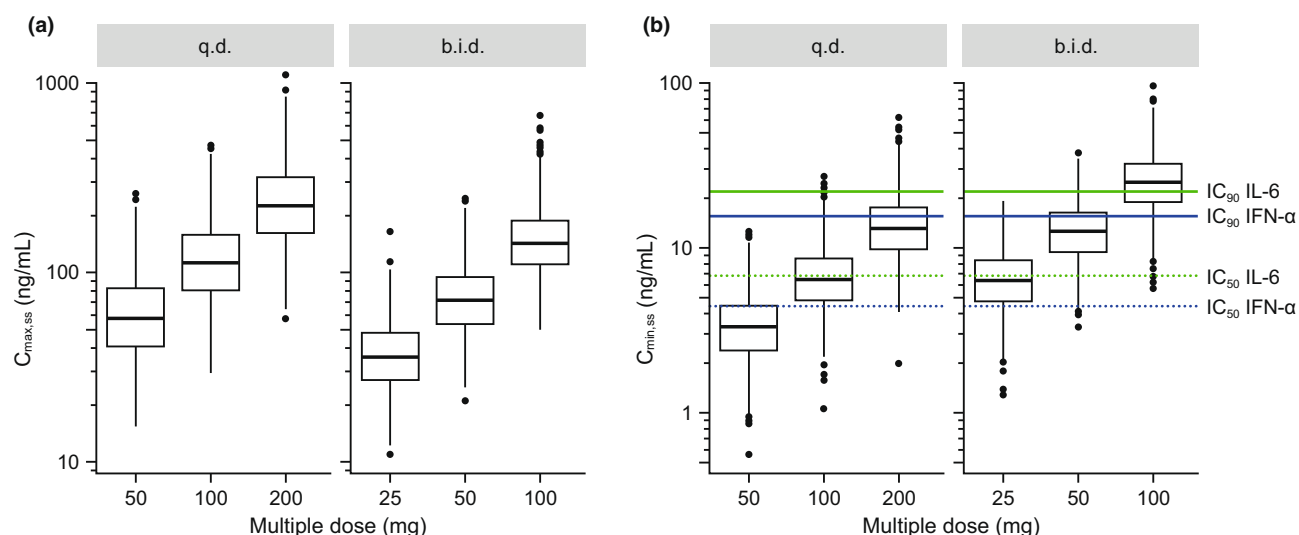 (a)
q.d.
b.i.d.
1000
100
10
C_max,ss (ng/mL)
50
100
200
25
50
100
Multiple dose (mg)
(b)
q.d.
b.i.d.
100
10
1
C_min,ss (ng/mL)
IC₉₀ IL-6
IC₉₀ IFN-α
IC₅₀ IL-6
IC₅₀ IFN-α
50
100
200
25
50
100
Multiple dose (mg)